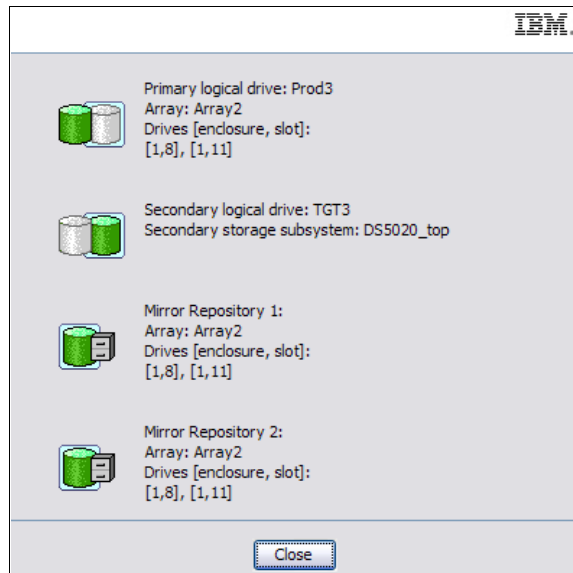 IBM.
Primary logical drive: Prod3
Array: Array2
Drives [enclosure, slot]:
[1,8], [1,11]
Secondary logical drive: TGT3
Secondary storage subsystem: DS5020_top
Mirror Repository 1:
Array: Array2
Drives [enclosure, slot]:
[1,8], [1,11]
Mirror Repository 2:
Array: Array2
Drives [enclosure, slot]:
[1,8], [1,11]
Close